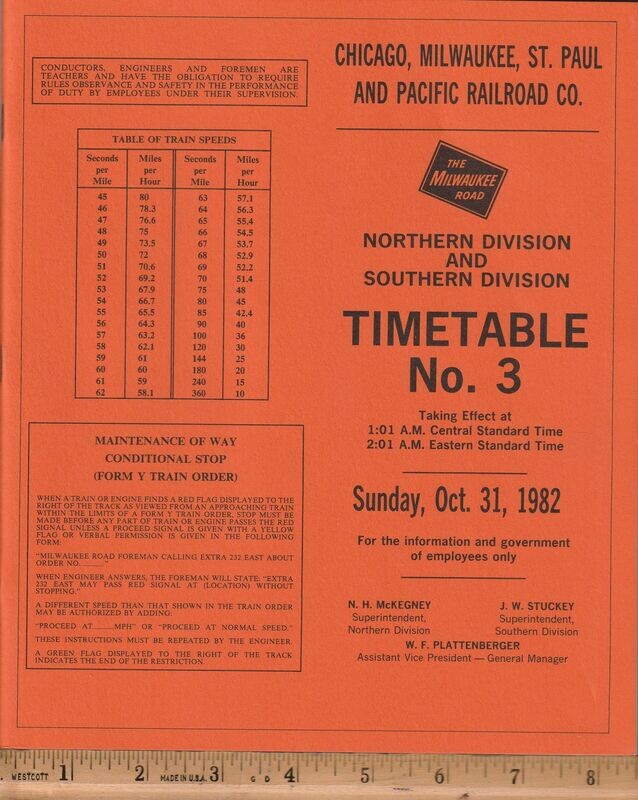 CONDUCTORS, ENGINEERS AND FOREMEN ARE
TEACHERS AND HAVE THE OBLIGATION TO REQUIRE
RULES OBSERVANCE AND SAFETY IN THE PERFORMANCE
OF DUTY BY EMPLOYEES UNDER THEIR SUPERVISION.
TABLE OF TRAIN SPEEDS
Seconds per Mile Miles per Hour Seconds per Mile Miles per Hour
45 80 63 57.1
46 78.3 64 56.3
47 76.6 65 55.4
48 75 66 54.5
49 73.5 67 53.7
50 72 68 52.9
51 70.6 69 52.2
52 69.2 70 51.4
53 67.9 75 48
54 66.7 80 45
55 65.5 85 42.4
56 64.3 90 40
57 63.2 100 36
58 62.1 120 30
59 61 144 25
60 60 180 20
61 59 240 15
62 58.1 360 10
MAINTENANCE OF WAY
CONDITIONAL STOP
(FORM Y TRAIN ORDER)
WHEN A TRAIN OR ENGINE FINDS A RED FLAG DISPLAYED TO THE
RIGHT OF THE TRACK AS VIEWED FROM AN APPROACHING TRAIN
WITHIN THE LIMITS OF A FORM Y TRAIN ORDER, STOP MUST BE
MADE BEFORE ANY PART OF TRAIN OR ENGINE PASSES THE RED
SIGNAL UNLESS A PROCEED SIGNAL IS GIVEN WITH A YELLOW
FLAG OR VERBAL PERMISSION IS GIVEN IN THE FOLLOWING
FORM:
"MILWAUKEE ROAD FOREMAN CALLING EXTRA 232 EAST ABOUT
ORDER NO. _____"
WHEN ENGINEER ANSWERS, THE FOREMAN WILL STATE: "EXTRA
232 EAST MAY PASS RED SIGNAL AT (LOCATION) WITHOUT
STOPPING."
A DIFFERENT SPEED THAN THAT SHOWN IN THE TRAIN ORDER
MAY BE AUTHORIZED BY ADDING:
"PROCEED AT_____MPH" OR "PROCEED AT NORMAL SPEED."
THESE INSTRUCTIONS MUST BE REPEATED BY THE ENGINEER.
A GREEN FLAG DISPLAYED TO THE RIGHT OF THE TRACK
INDICATES THE END OF THE RESTRICTION.
CHICAGO, MILWAUKEE, ST. PAUL
AND PACIFIC RAILROAD CO.
THE
MILWAUKEE
ROAD
NORTHERN DIVISION
AND
SOUTHERN DIVISION
TIMETABLE
No. 3
Taking Effect at
1:01 A.M. Central Standard Time
2:01 A.M. Eastern Standard Time
Sunday, Oct. 31, 1982
For the information and government
of employees only
N. H. McKEGNEY
Superintendent,
Northern Division
J. W. STUCKEY
Superintendent,
Southern Division
W. F. PLATTENBERGER
Assistant Vice President — General Manager
WESTCOTT 1 2 MADE IN U.S.A. 3 G D 4 5 6 7 8